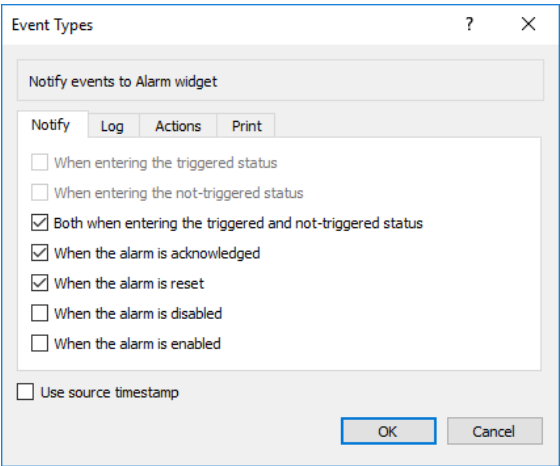 Event Types
?
Notify events to Alarm widget
Notify Log Actions Print
When entering the triggered status
When entering the not-triggered status
Both when entering the triggered and not-triggered status
When the alarm is acknowledged
When the alarm is reset
When the alarm is disabled
When the alarm is enabled
Use source timestamp
OK Cancel